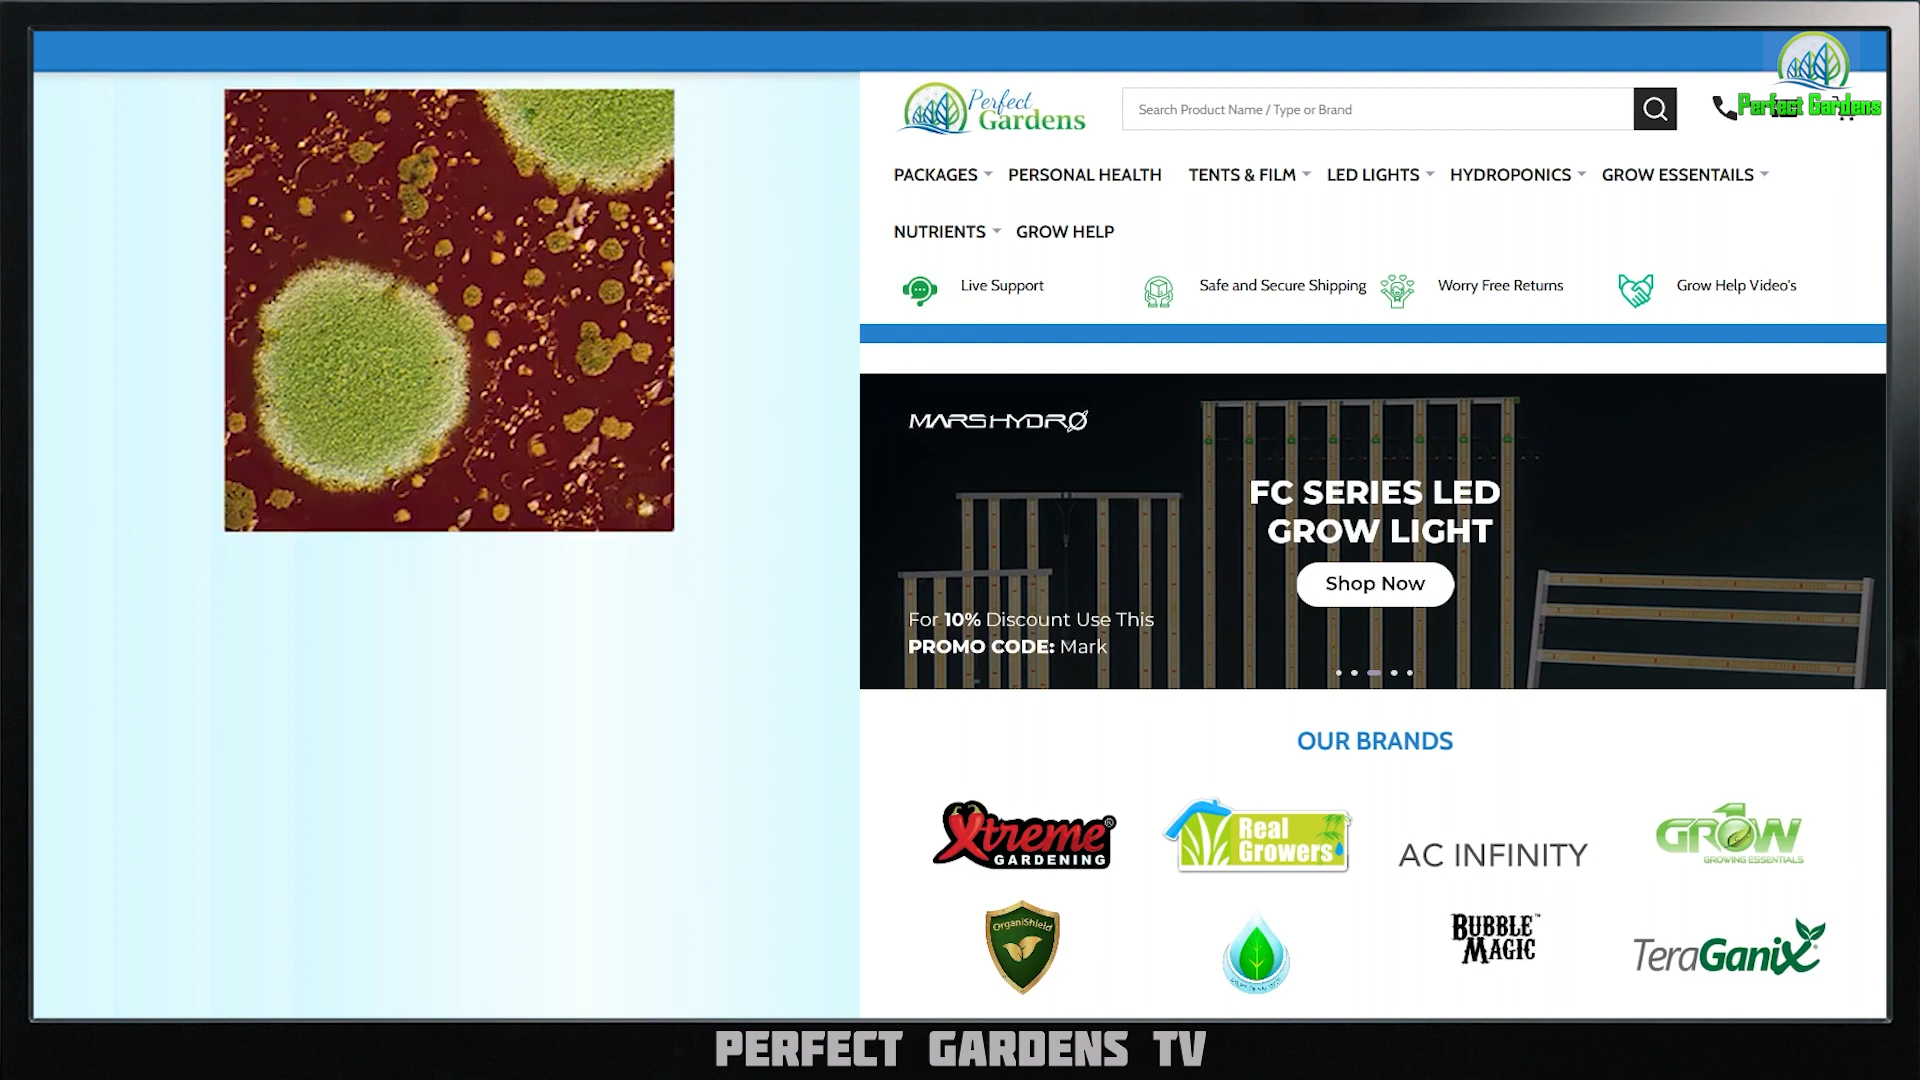 Perfect Gardens
Perfect
Gardens
Search Product Name / Type or Brand
PACKAGES PERSONAL HEALTH TENTS & FILM LED LIGHTS HYDROPONICS GROW ESSENTAILS
NUTRIENTS GROW HELP
Live Support
Safe and Secure Shipping
Worry Free Returns
Grow Help Video's
MARS HYDRO
FC SERIES LED
GROW LIGHT
Shop Now
For 10% Discount Use This
PROMO CODE: Mark
OUR BRANDS
Xtreme®
GARDENING
Real
Growers
AC INFINITY
GROW
GROWING ESSENTIALS
OrganiShield
BUBBLE™
MAGIC
TeraGanix
PERFECT GARDENS TV